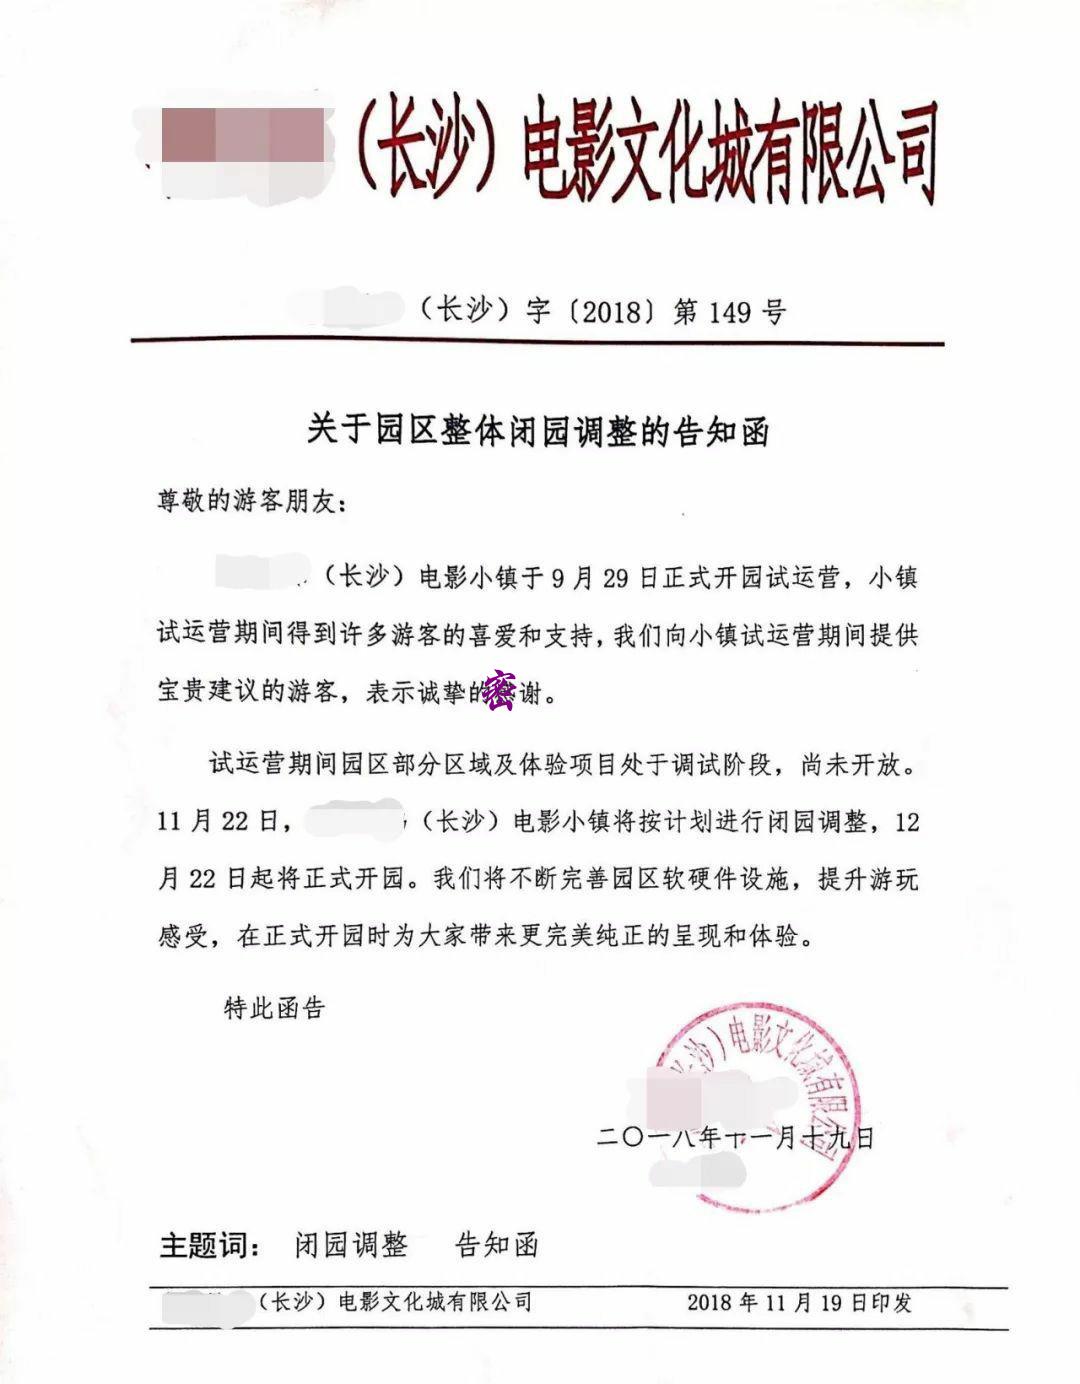 （长沙）电影文化城有限公司
（长沙）字〔2018〕第 149 号
关于园区整体闭园调整的告知函
尊敬的游客朋友：
（长沙）电影小镇于 9 月 29 日正式开园试运营，小镇
试运营期间得到许多游客的喜爱和支持，我们向小镇试运营期间提供
宝贵建议的游客，表示诚挚的密谢。
试运营期间园区部分区域及体验项目处于调试阶段，尚未开放。
11 月 22 日，（长沙）电影小镇将按计划进行闭园调整，12
月 22 日起将正式开园。我们将不断完善园区软硬件设施，提升游玩
感受，在正式开园时为大家带来更完美纯正的呈现和体验。
特此函告
长沙）电影文化城有限公司
二〇一八年十一月十九日
主题词： 闭园调整 告知函
（长沙）电影文化城有限公司 2018 年 11 月 19 日印发